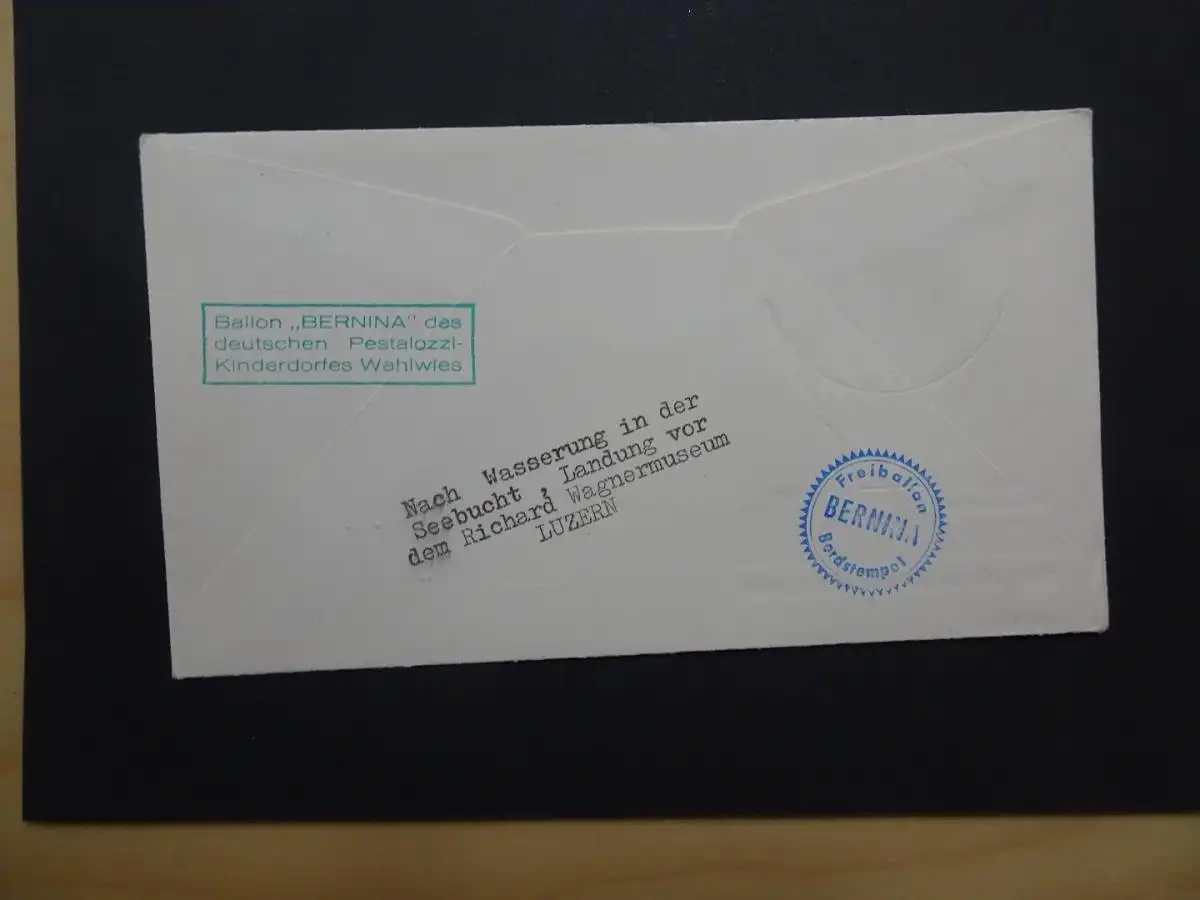 Ballon „BERNINA" des
deutschen Pestalozzi-
Kinderdorfes Wahlwies
Nach Wasserung in der
Seebucht , Landung vor
dem Richard Wagnermuseum
LUZERN
Freiballon
BERNINA
Bordstempel